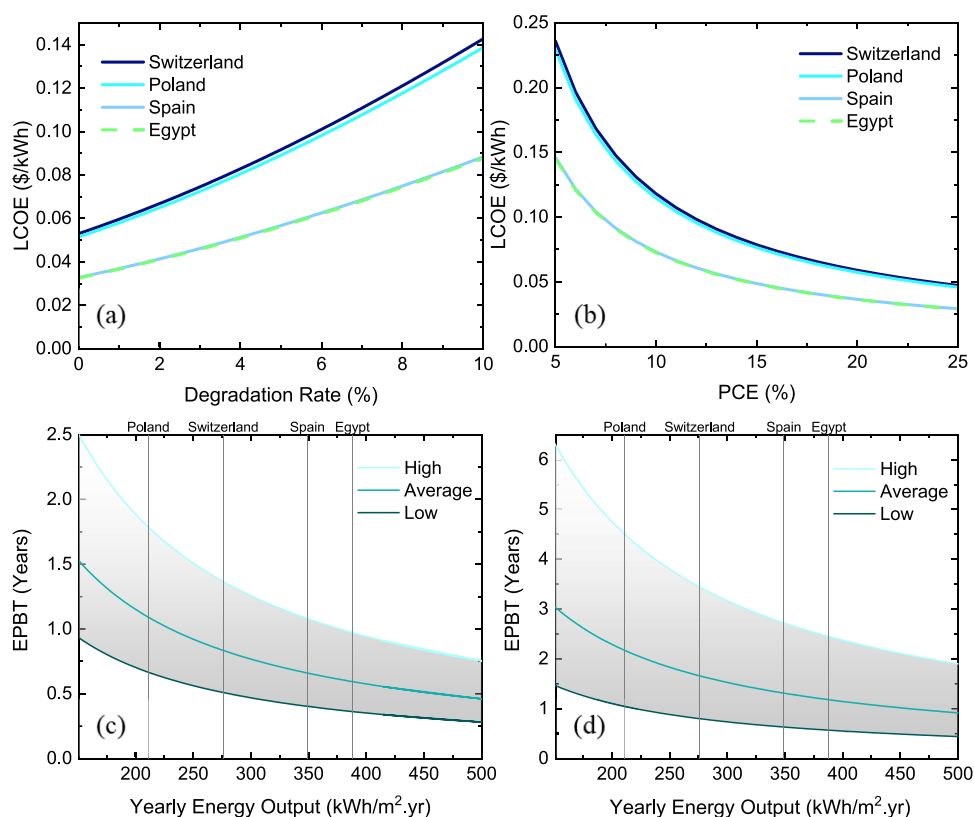 0.14
0.12
0.10
0.08
0.06
0.04
0.02
0.00
LCOE ($/kWh)
Switzerland
Poland
Spain
Egypt
(a)
0 2 4 6 8 10
Degradation Rate (%)
0.25
0.20
0.15
0.10
0.05
0.00
LCOE ($/kWh)
Switzerland
Poland
Spain
Egypt
(b)
5 10 15 20 25
PCE (%)
Poland Switzerland Spain Egypt
2.5
2.0
1.5
1.0
0.5
0.0
EPBT (Years)
High
Average
Low
(c)
200 250 300 350 400 450 500
Yearly Energy Output (kWh/m².yr)
Poland Switzerland Spain Egypt
6
5
4
3
2
1
0
EPBT (Years)
High
Average
Low
(d)
200 250 300 350 400 450 500
Yearly Energy Output (kWh/m².yr)